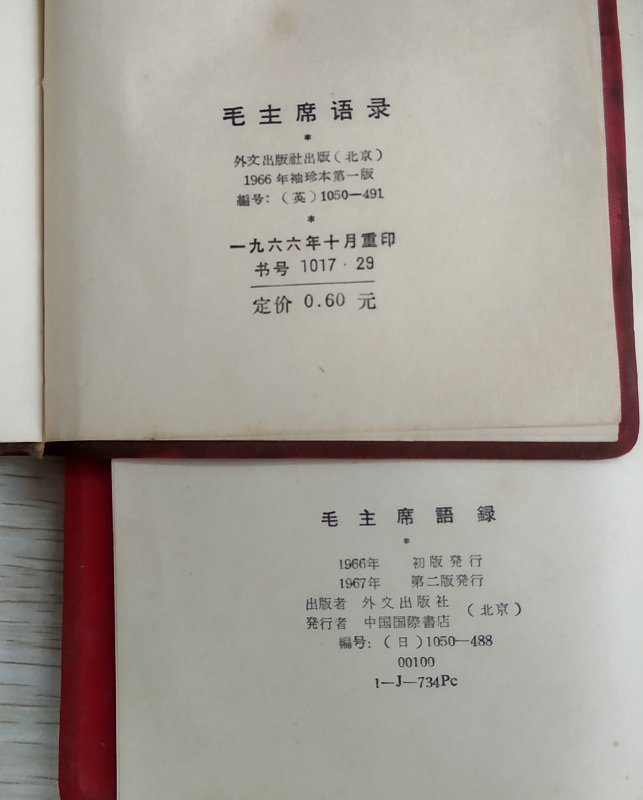 毛主席语录
*
外文出版社出版(北京)
1966年袖珍本第一版
编号:(英)1050—491
*
一九六六年十月重印
书号 1017·29
定价 0.60 元
毛主席語録
*
1966年 初版発行
1967年 第二版発行
出版者 外文出版社
発行者 中国国際書店
(北京)
編号:(日)1050—488
00100
1—J—734Pc